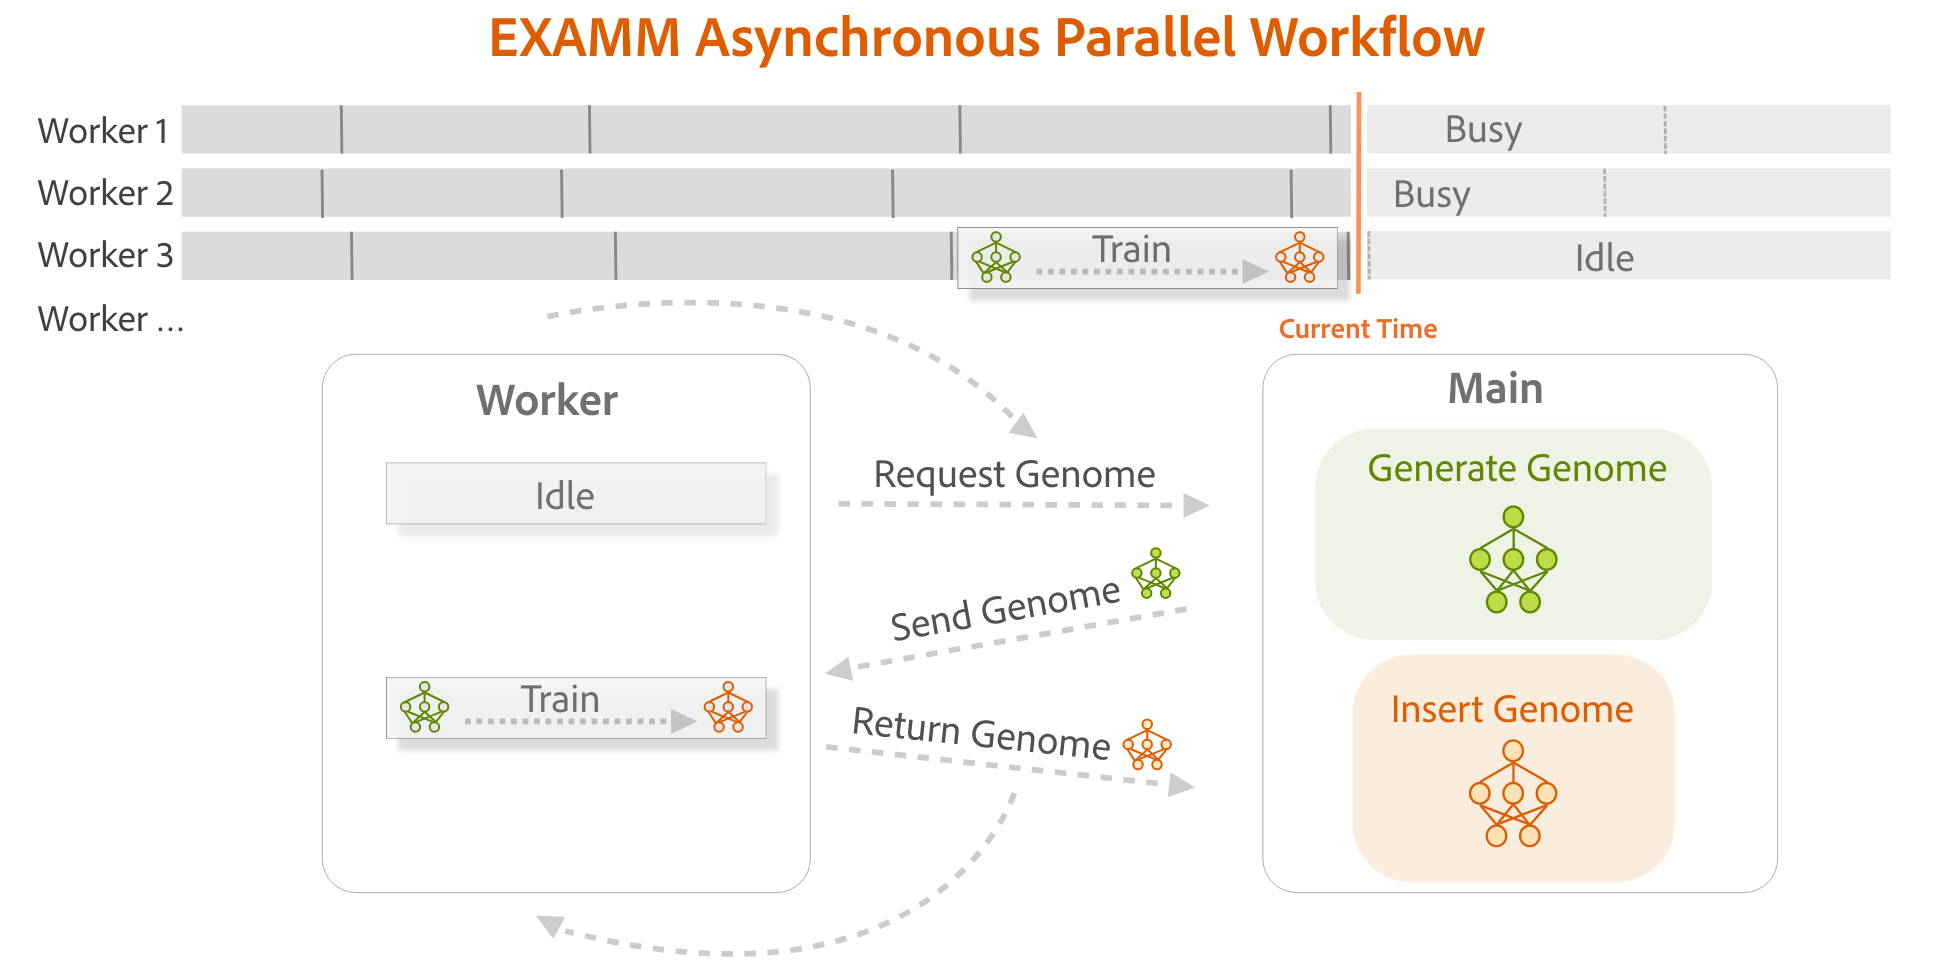 EXAMM Asynchronous Parallel Workflow
Worker 1
Busy
Worker 2
Busy
Worker 3
Train
Idle
Worker ...
Current Time
Worker
Main
Idle
Request Genome
Generate Genome
Send Genome
Train
Return Genome
Insert Genome